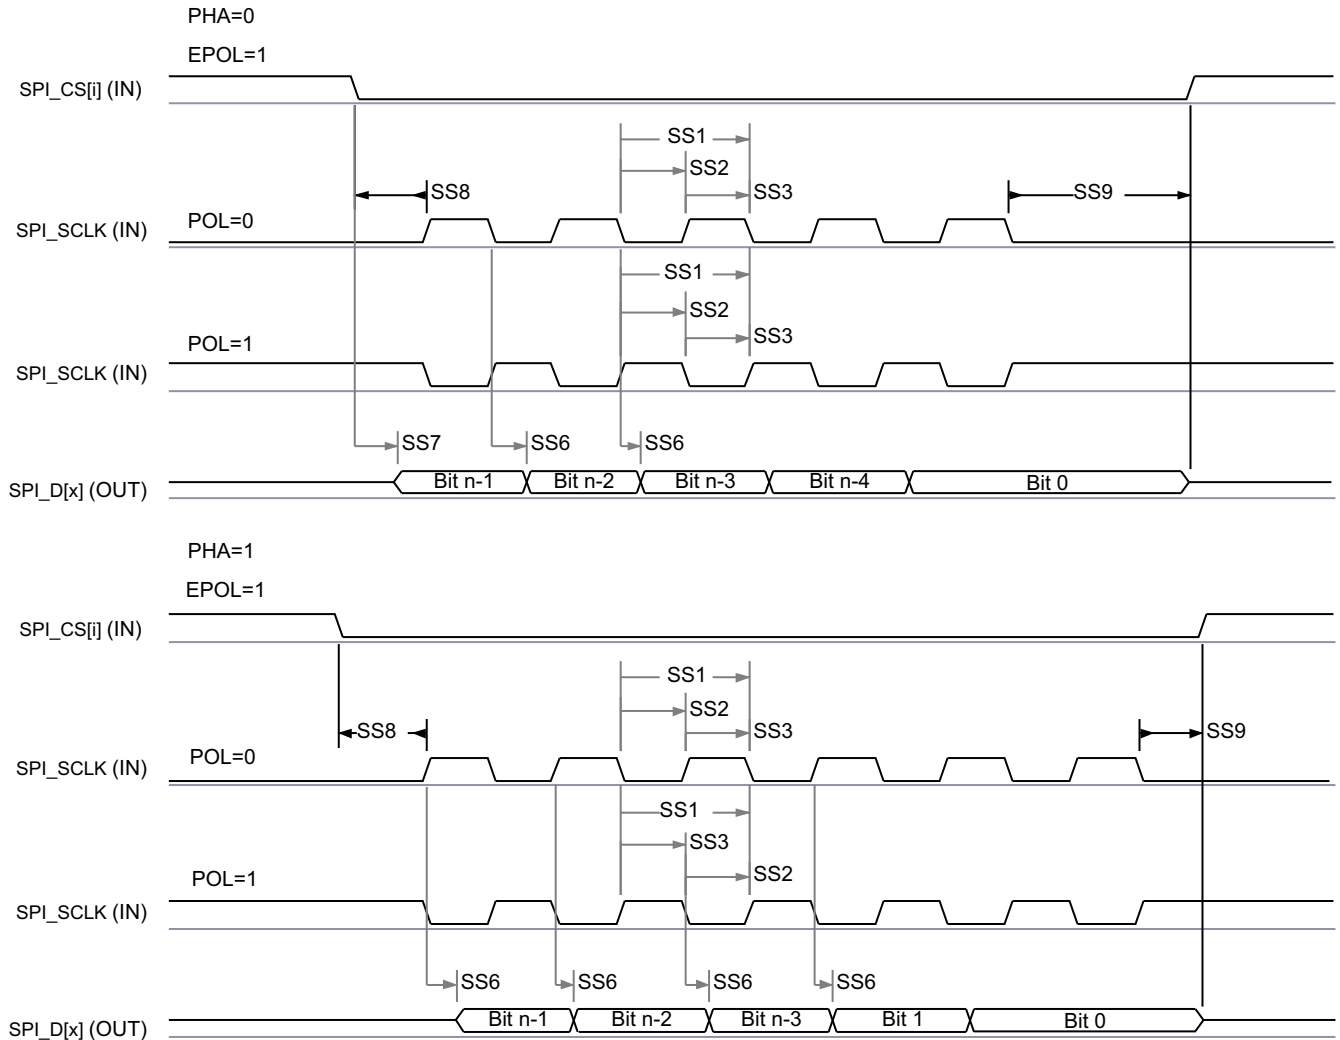 PHA=0
EPOL=1
SPI_CS[i] (IN)
SS1
SS2
SS8
SS3
SS9
POL=0
SPI_SCLK (IN)
SS1
SS2
SS3
POL=1
SPI_SCLK (IN)
SS7
SS6
SS6
SPI_D[x] (OUT)
Bit n-1
Bit n-2
Bit n-3
Bit n-4
Bit 0
PHA=1
EPOL=1
SPI_CS[i] (IN)
SS1
SS2
SS8
SS3
SS9
POL=0
SPI_SCLK (IN)
SS1
SS3
SS2
POL=1
SPI_SCLK (IN)
SS6
SS6
SS6
SS6
SPI_D[x] (OUT)
Bit n-1
Bit n-2
Bit n-3
Bit 1
Bit 0